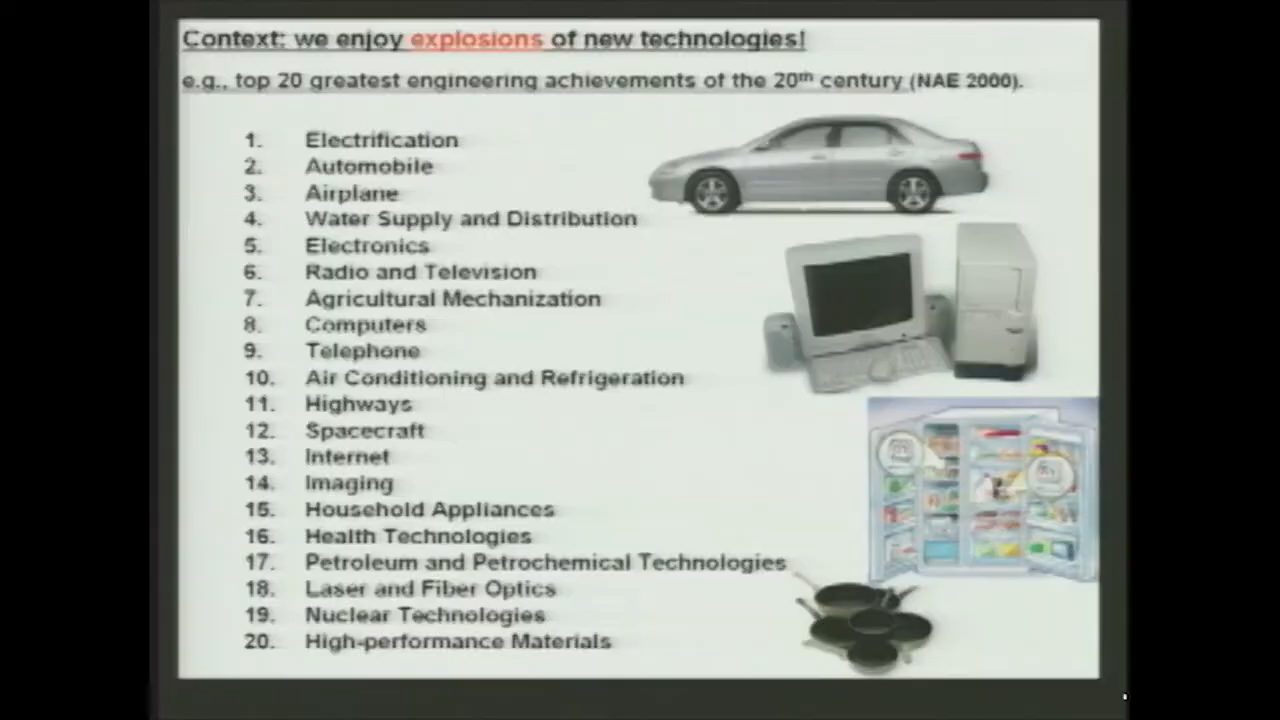 Context: we enjoy explosions of new technologies!
e.g., top 20 greatest engineering achievements of the 20th century (NAE 2000).
1. Electrification
2. Automobile
3. Airplane
4. Water Supply and Distribution
5. Electronics
6. Radio and Television
7. Agricultural Mechanization
8. Computers
9. Telephone
10. Air Conditioning and Refrigeration
11. Highways
12. Spacecraft
13. Internet
14. Imaging
15. Household Appliances
16. Health Technologies
17. Petroleum and Petrochemical Technologies
18. Laser and Fiber Optics
19. Nuclear Technologies
20. High-performance Materials